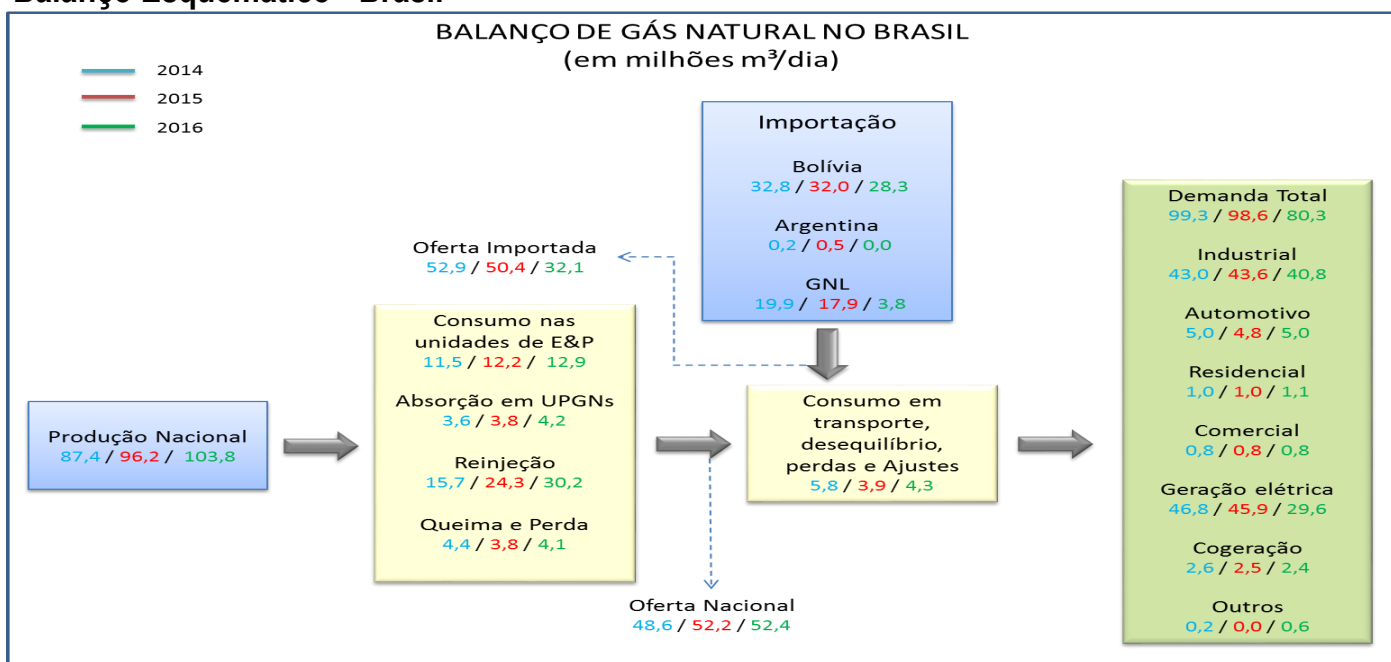 Balanço Esquemático - Brasil
BALANÇO DE GÁS NATURAL NO BRASIL
(em milhões m³/dia)
2014
2015
2016
Importação
Bolívia
32,8 / 32,0 / 28,3
Argentina
0,2 / 0,5 / 0,0
GNL
19,9 / 17,9 / 3,8
Oferta Importada
52,9 / 50,4 / 32,1
Produção Nacional
87,4 / 96,2 / 103,8
Consumo nas
unidades de E&P
11,5 / 12,2 / 12,9
Absorção em UPGNs
3,6 / 3,8 / 4,2
Reinjeção
15,7 / 24,3 / 30,2
Queima e Perda
4,4 / 3,8 / 4,1
Oferta Nacional
48,6 / 52,2 / 52,4
Consumo em
transporte,
desequilíbrio,
perdas e Ajustes
5,8 / 3,9 / 4,3
Demanda Total
99,3 / 98,6 / 80,3
Industrial
43,0 / 43,6 / 40,8
Automotivo
5,0 / 4,8 / 5,0
Residencial
1,0 / 1,0 / 1,1
Comercial
0,8 / 0,8 / 0,8
Geração elétrica
46,8 / 45,9 / 29,6
Cogeração
2,6 / 2,5 / 2,4
Outros
0,2 / 0,0 / 0,6